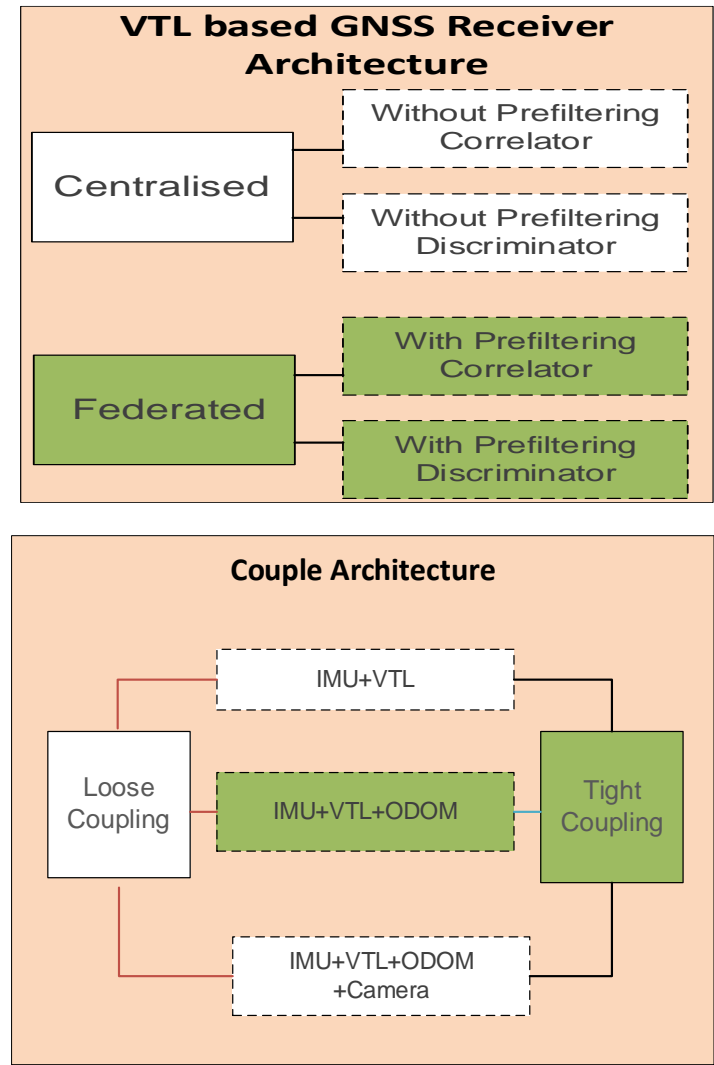 VTL based GNSS Receiver
Architecture
Centralised
Without Prefiltering
Correlator
Without Prefiltering
Discriminator
Federated
With Prefiltering
Correlator
With Prefiltering
Discriminator
Couple Architecture
IMU+VTL
Loose
Coupling
IMU+VTL+ODOM
Tight
Coupling
IMU+VTL+ODOM
+Camera